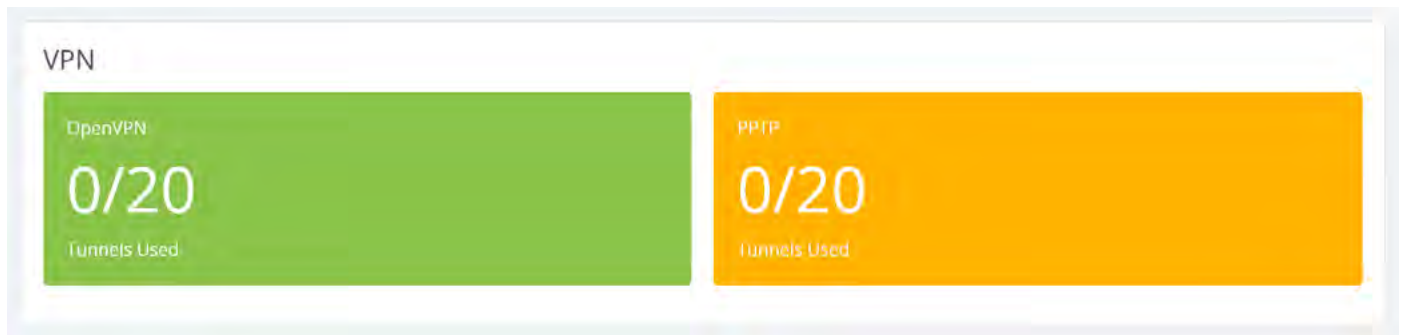 VPN
OpenVPN
0/20
Tunnels Used
PPTP
0/20
Tunnels Used